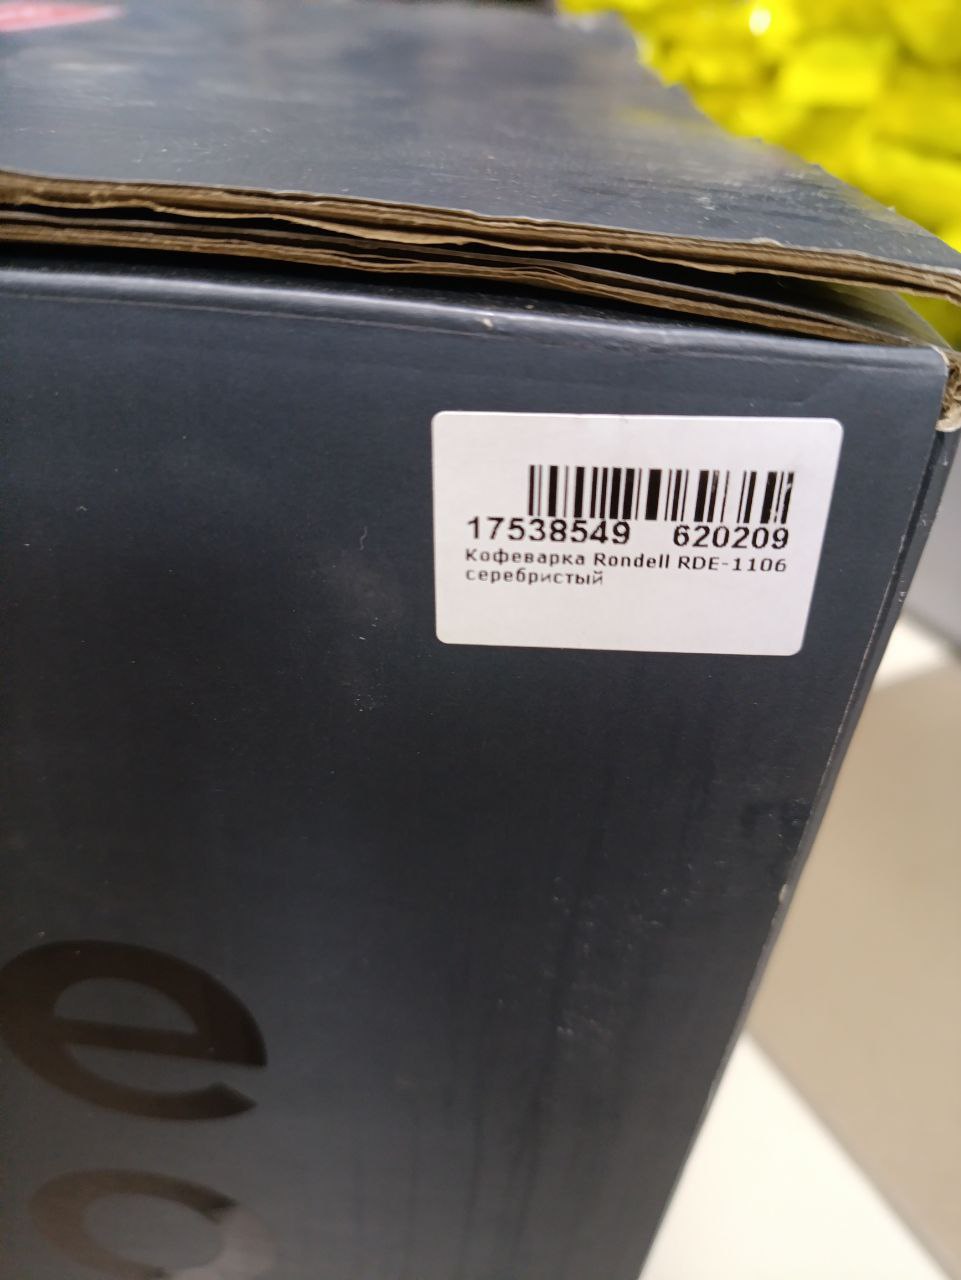 17538549 620209
Кофеварка Rondell RDE-1106
серебристый
e